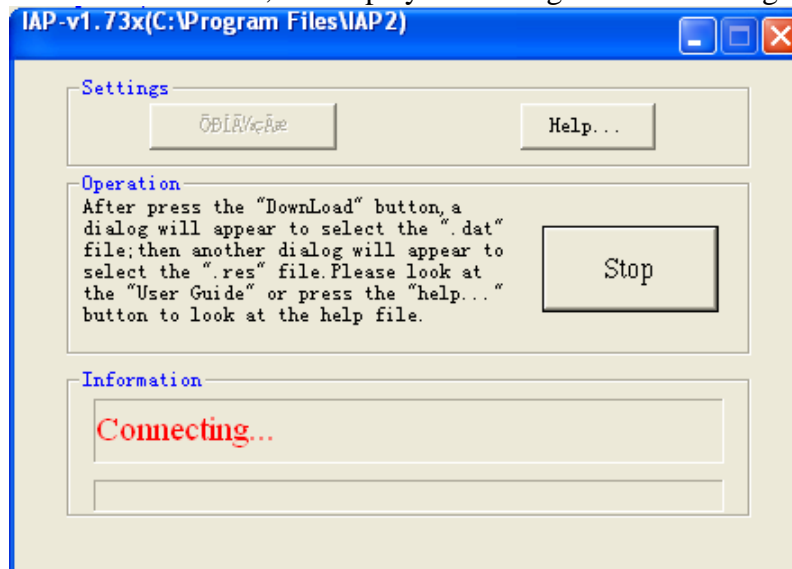 IAP-v1.73x(C:\Program Files\IAP2)
Settings
ÖÐÎÄ½çÃæ
Help...
Operation
After press the "DownLoad" button, a
dialog will appear to select the ".dat"
file;then another dialog will appear to
select the ".res" file.Please look at
the "User Guide" or press the "help..."
button to look at the help file.
Stop
Information
Connecting...